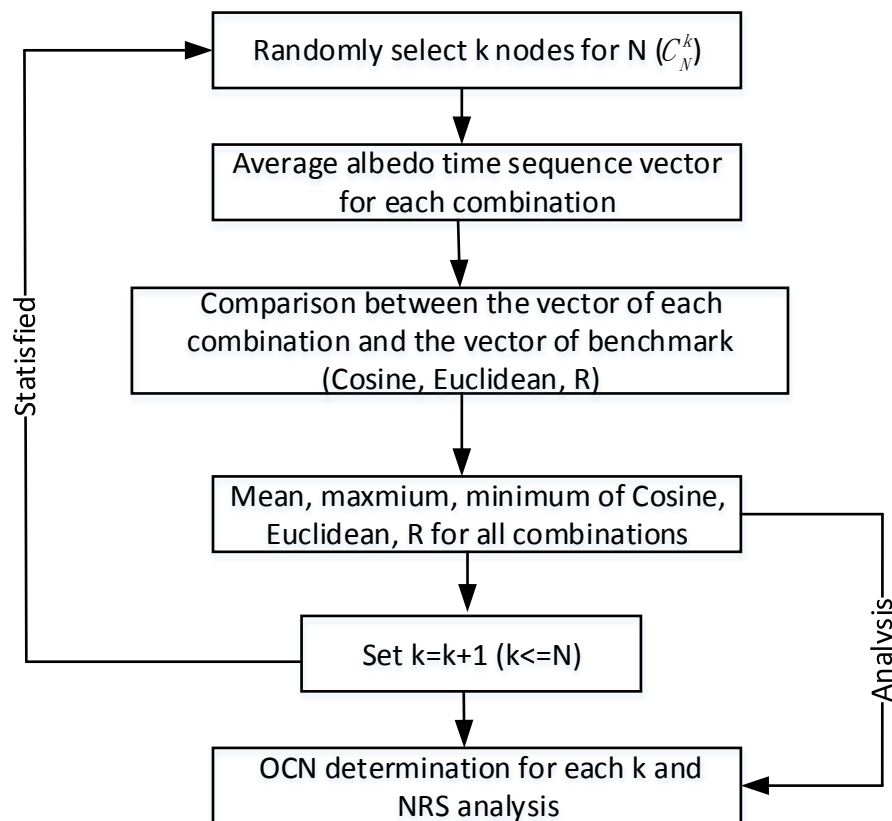 Randomly select k nodes for N (C_N^k)
Average albedo time sequence vector
for each combination
Comparison between the vector of each
combination and the vector of benchmark
(Cosine, Euclidean, R)
Mean, maxmium, minimum of Cosine,
Euclidean, R for all combinations
Set k=k+1 (k<=N)
OCN determination for each k and
NRS analysis
Statisfied
Analysis